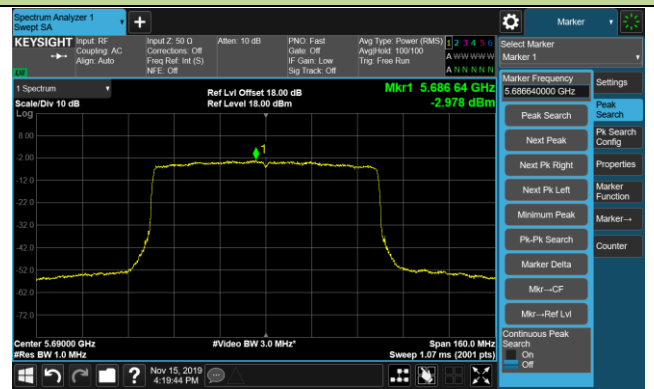 Spectrum Analyzer 1
Swept SA
+
Marker
KEYSIGHT
Input: RF
Coupling: AC
Align: Auto
Input Z: 50 Ω
Corrections: Off
Freq Ref: Int (S)
NFE: Off
Atten: 10 dB
PNO: Fast
Gate: Off
IF Gain: Low
Sig Track: Off
Avg Type: Power (RMS)
Avg|Hold: 100/100
Trig: Free Run
1 2 3 4 5 6
A W W W W W
A N N N N N
LU
Select Marker
Marker 1
1 Spectrum
Scale/Div 10 dB
Log
Ref Lvl Offset 18.00 dB
Ref Level 18.00 dBm
Mkr1 5.686 64 GHz
-2.978 dBm
8.00
-2.00
-12.0
-22.0
-32.0
-42.0
-52.0
-62.0
-72.0
1
Center 5.69000 GHz
#Res BW 1.0 MHz
#Video BW 3.0 MHz*
Span 160.0 MHz
Sweep 1.07 ms (2001 pts)
Marker Frequency
5.686640000 GHz
Peak Search
Next Peak
Next Pk Right
Next Pk Left
Minimum Peak
Pk-Pk Search
Marker Delta
Mkr→CF
Mkr→Ref Lvl
Continuous Peak
Search
On
Off
Settings
Peak
Search
Pk Search
Config
Properties
Marker
Function
Marker→
Counter
?
Nov 15, 2019
4:19:44 PM